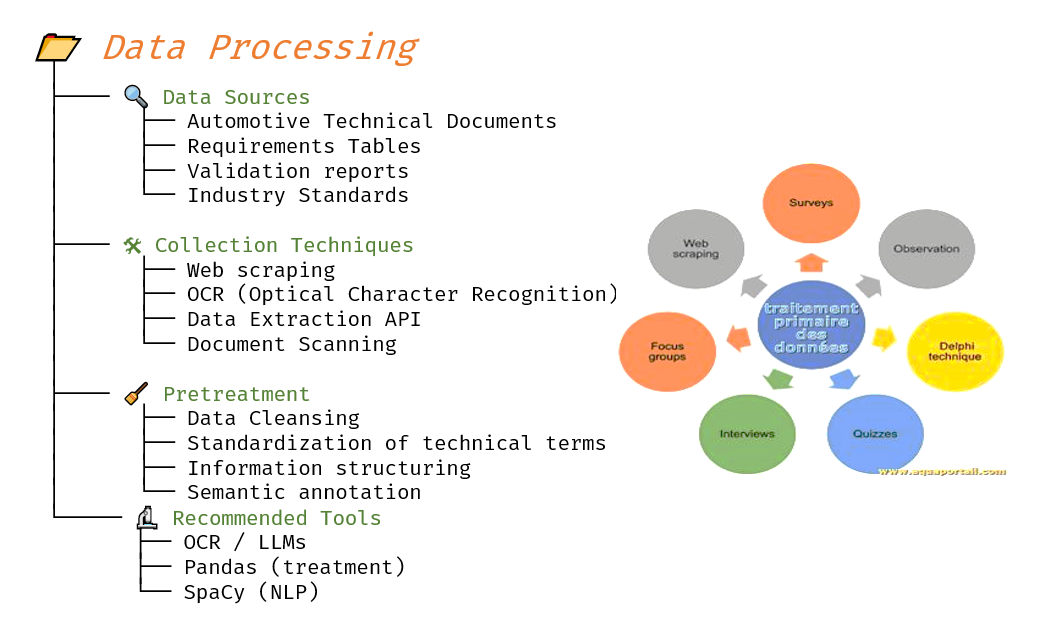 Data Processing
Data Sources
Automotive Technical Documents
Requirements Tables
Validation reports
Industry Standards
Collection Techniques
Web scraping
OCR (Optical Character Recognition)
Data Extraction API
Document Scanning
Pretreatment
Data Cleansing
Standardization of technical terms
Information structuring
Semantic annotation
Recommended Tools
OCR / LLMs
Pandas (treatment)
SpaCy (NLP)
Surveys
Web
scraping
Observation
traitement
primaire
des
données
Focus
groups
Delphi
technique
Interviews
Quizzes
www.aquaportail.com